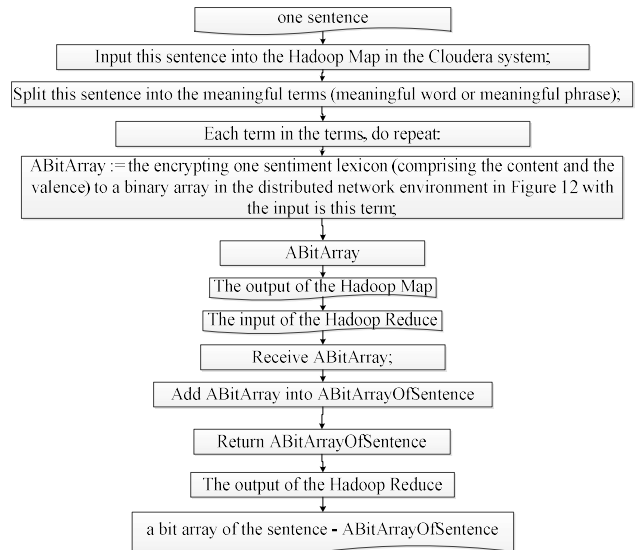 one sentence
Input this sentence into the Hadoop Map in the Cloudera system;
Split this sentence into the meaningful terms (meaningful word or meaningful phrase);
Each term in the terms, do repeat:
ABitArray := the encrypting one sentiment lexicon (comprising the content and the
valence) to a binary array in the distributed network environment in Figure 12 with
the input is this term;
ABitArray
The output of the Hadoop Map
The input of the Hadoop Reduce
Receive ABitArray;
Add ABitArray into ABitArrayOfSentence
Return ABitArrayOfSentence
The output of the Hadoop Reduce
a bit array of the sentence - ABitArrayOfSentence